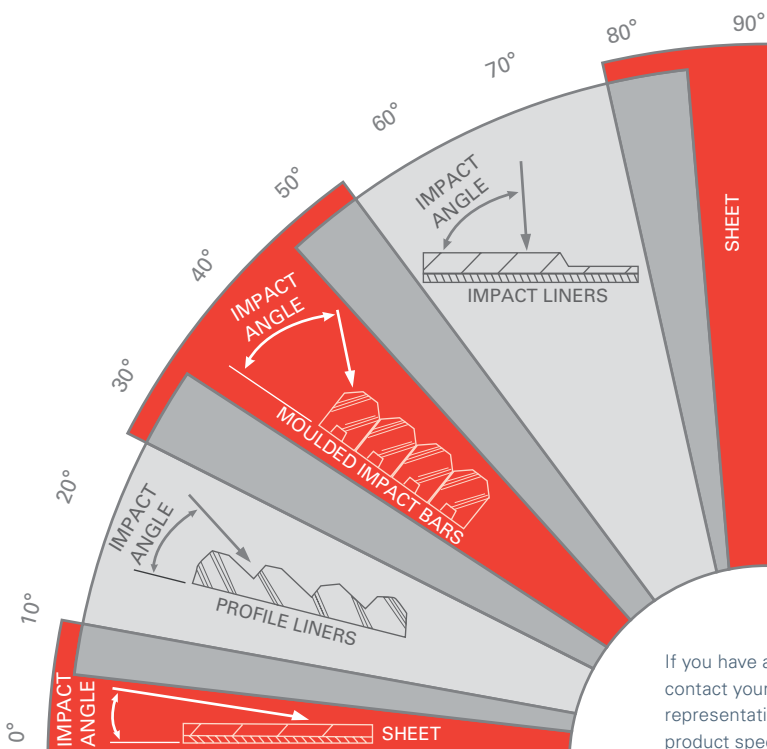 90°
80°
70°
60°
50°
40°
30°
20°
10°
0°
IMPACT
ANGLE
IMPACT LINERS
SHEET
IMPACT
ANGLE
MOULDED IMPACT BARS
IMPACT
ANGLE
PROFILE LINERS
IMPACT
ANGLE
SHEET
If you have a
contact your
representati
product spec